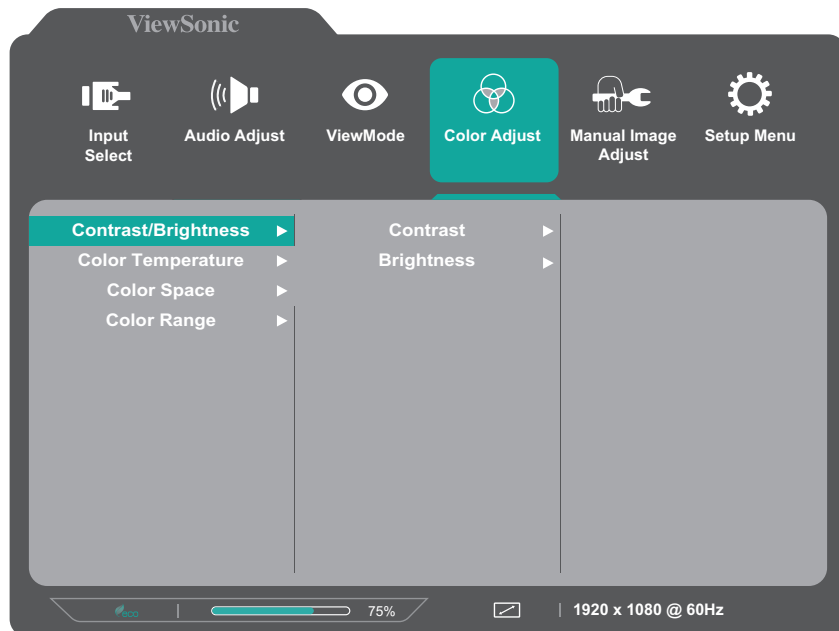 ViewSonic
Input Select
Audio Adjust
ViewMode
Color Adjust
Manual Image Adjust
Setup Menu
Contrast/Brightness
Contrast
Color Temperature
Brightness
Color Space
Color Range
eco
75%
1920 x 1080 @ 60Hz